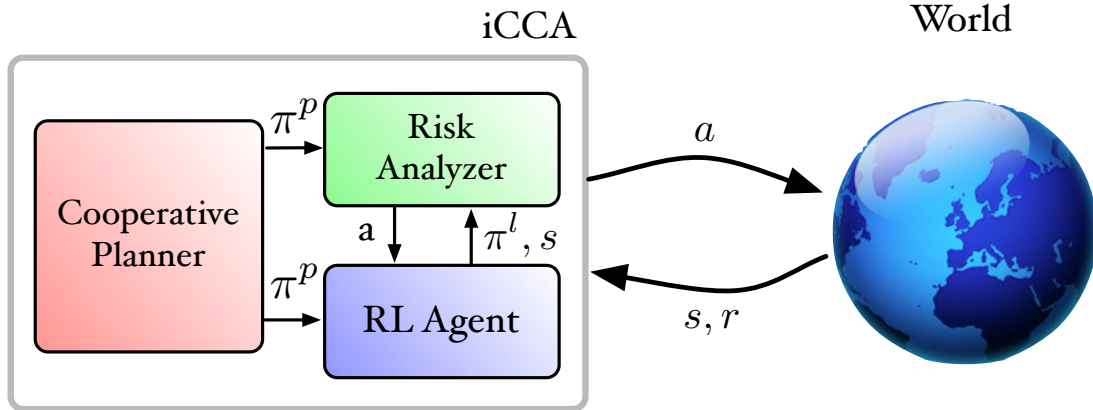 iCCA
World
π^p
Risk
Analyzer
a
Cooperative
Planner
a
π^l, s
π^p
RL Agent
s, r